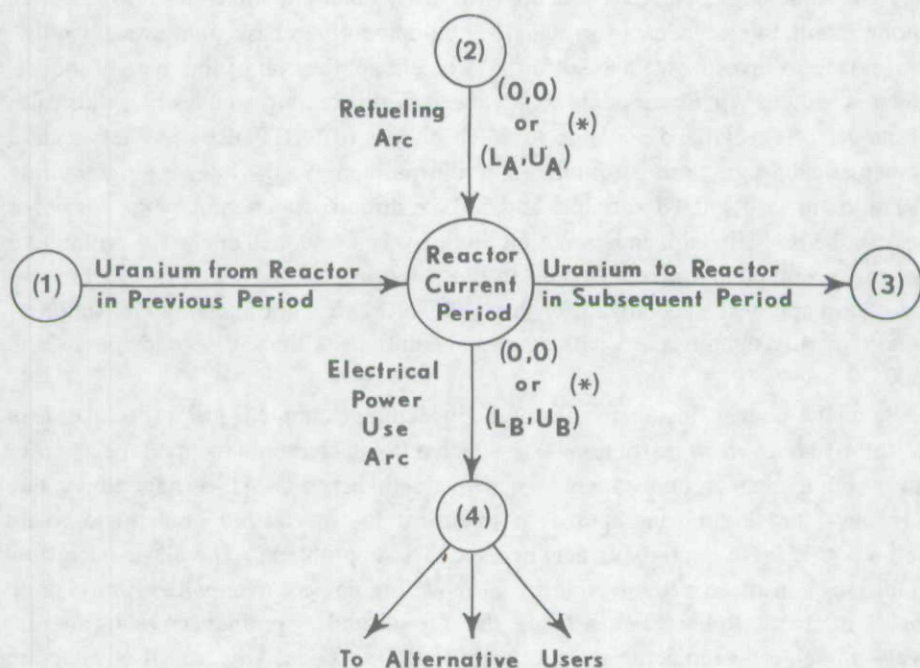 (2)
(0,0)
or (*)
(L_A,U_A)
Refueling
Arc
(1)
Uranium from Reactor
in Previous Period
Reactor
Current
Period
Uranium to Reactor
in Subsequent Period
(3)
(0,0)
or (*)
(L_B,U_B)
Electrical
Power
Use
Arc
(4)
To Alternative Users